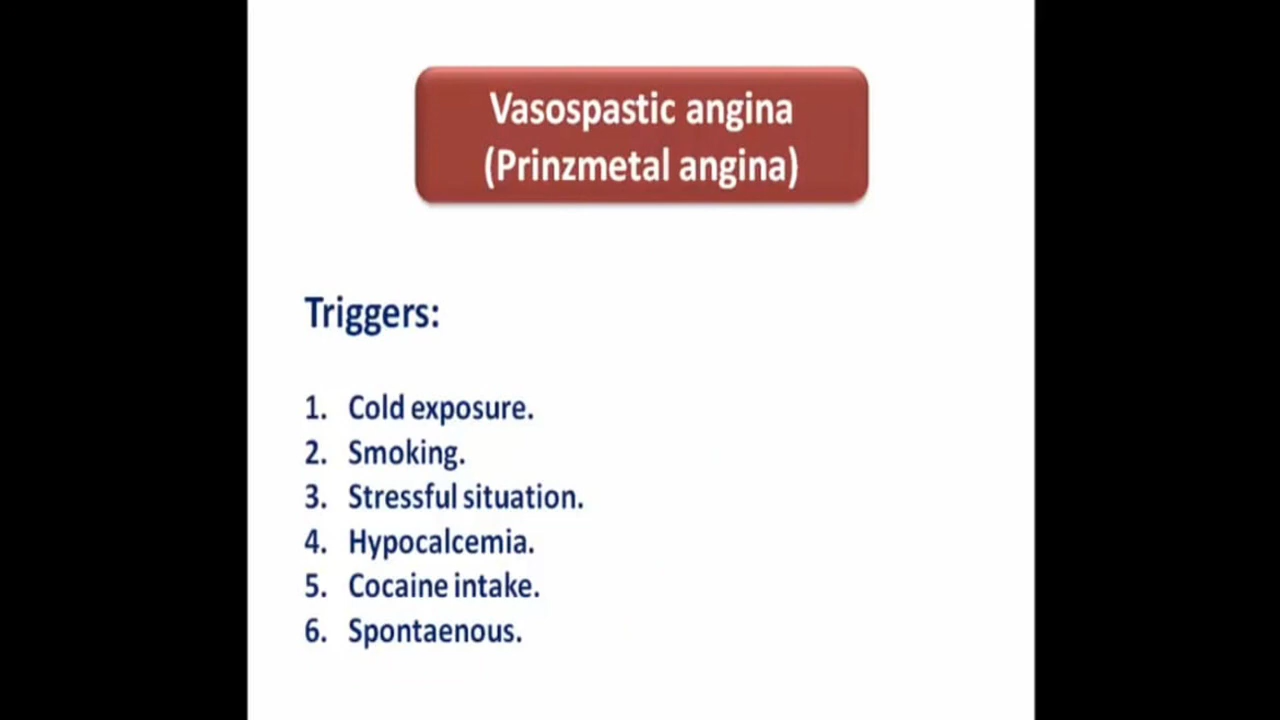 Vasospastic angina
(Prinzmetal angina)
Triggers:
1. Cold exposure.
2. Smoking.
3. Stressful situation.
4. Hypocalcemia.
5. Cocaine intake.
6. Spontaenous.